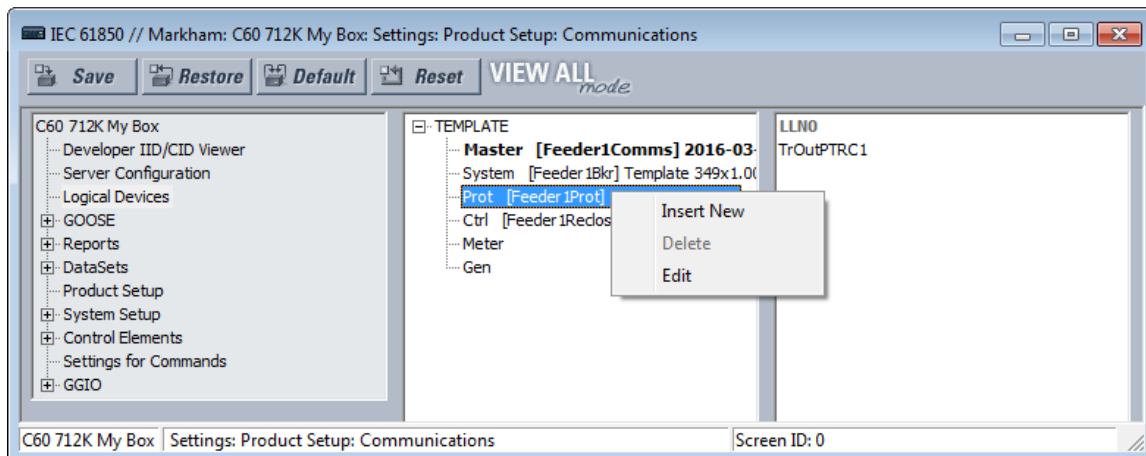 IEC 61850 // Markham: C60 712K My Box: Settings: Product Setup: Communications
Save Restore Default Reset VIEW ALL mode
C60 712K My Box
Developer IID/CID Viewer
Server Configuration
Logical Devices
GOOSE
Reports
DataSets
Product Setup
System Setup
Control Elements
Settings for Commands
GGIO
TEMPLATE
Master [Feeder1Comms] 2016-03-
System [Feeder1Bkr] Template 349x1.00
Prot [Feeder1Prot]
Ctrl [Feeder1Reclos
Meter
Gen
Insert New
Delete
Edit
LLN0
TrOutPTRC1
C60 712K My Box Settings: Product Setup: Communications Screen ID: 0